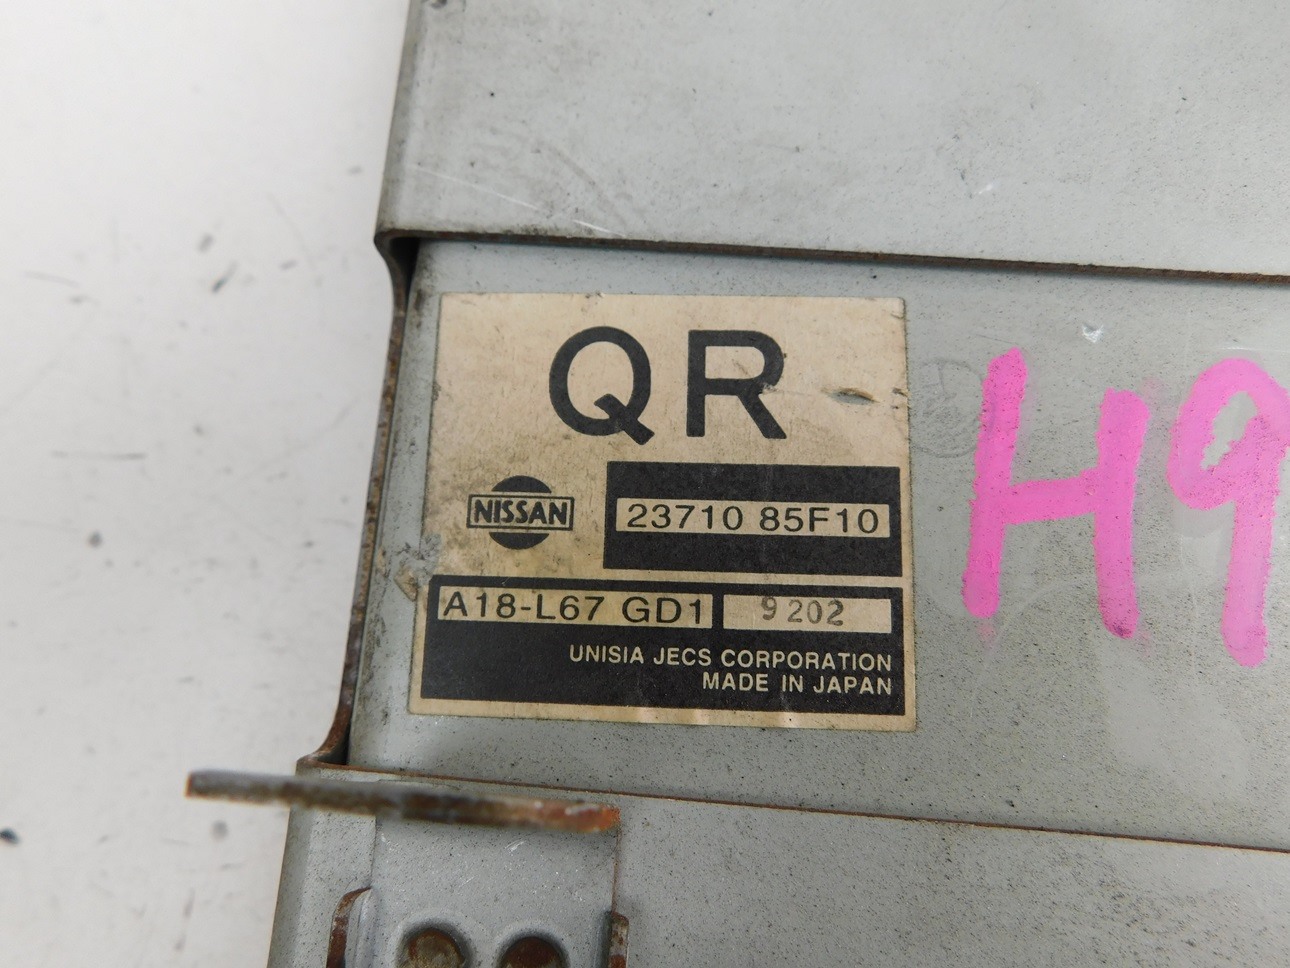 QR
NISSAN
23710 85F10
A18-L67 GD1 9202
UNISIA JECS CORPORATION
MADE IN JAPAN
H9